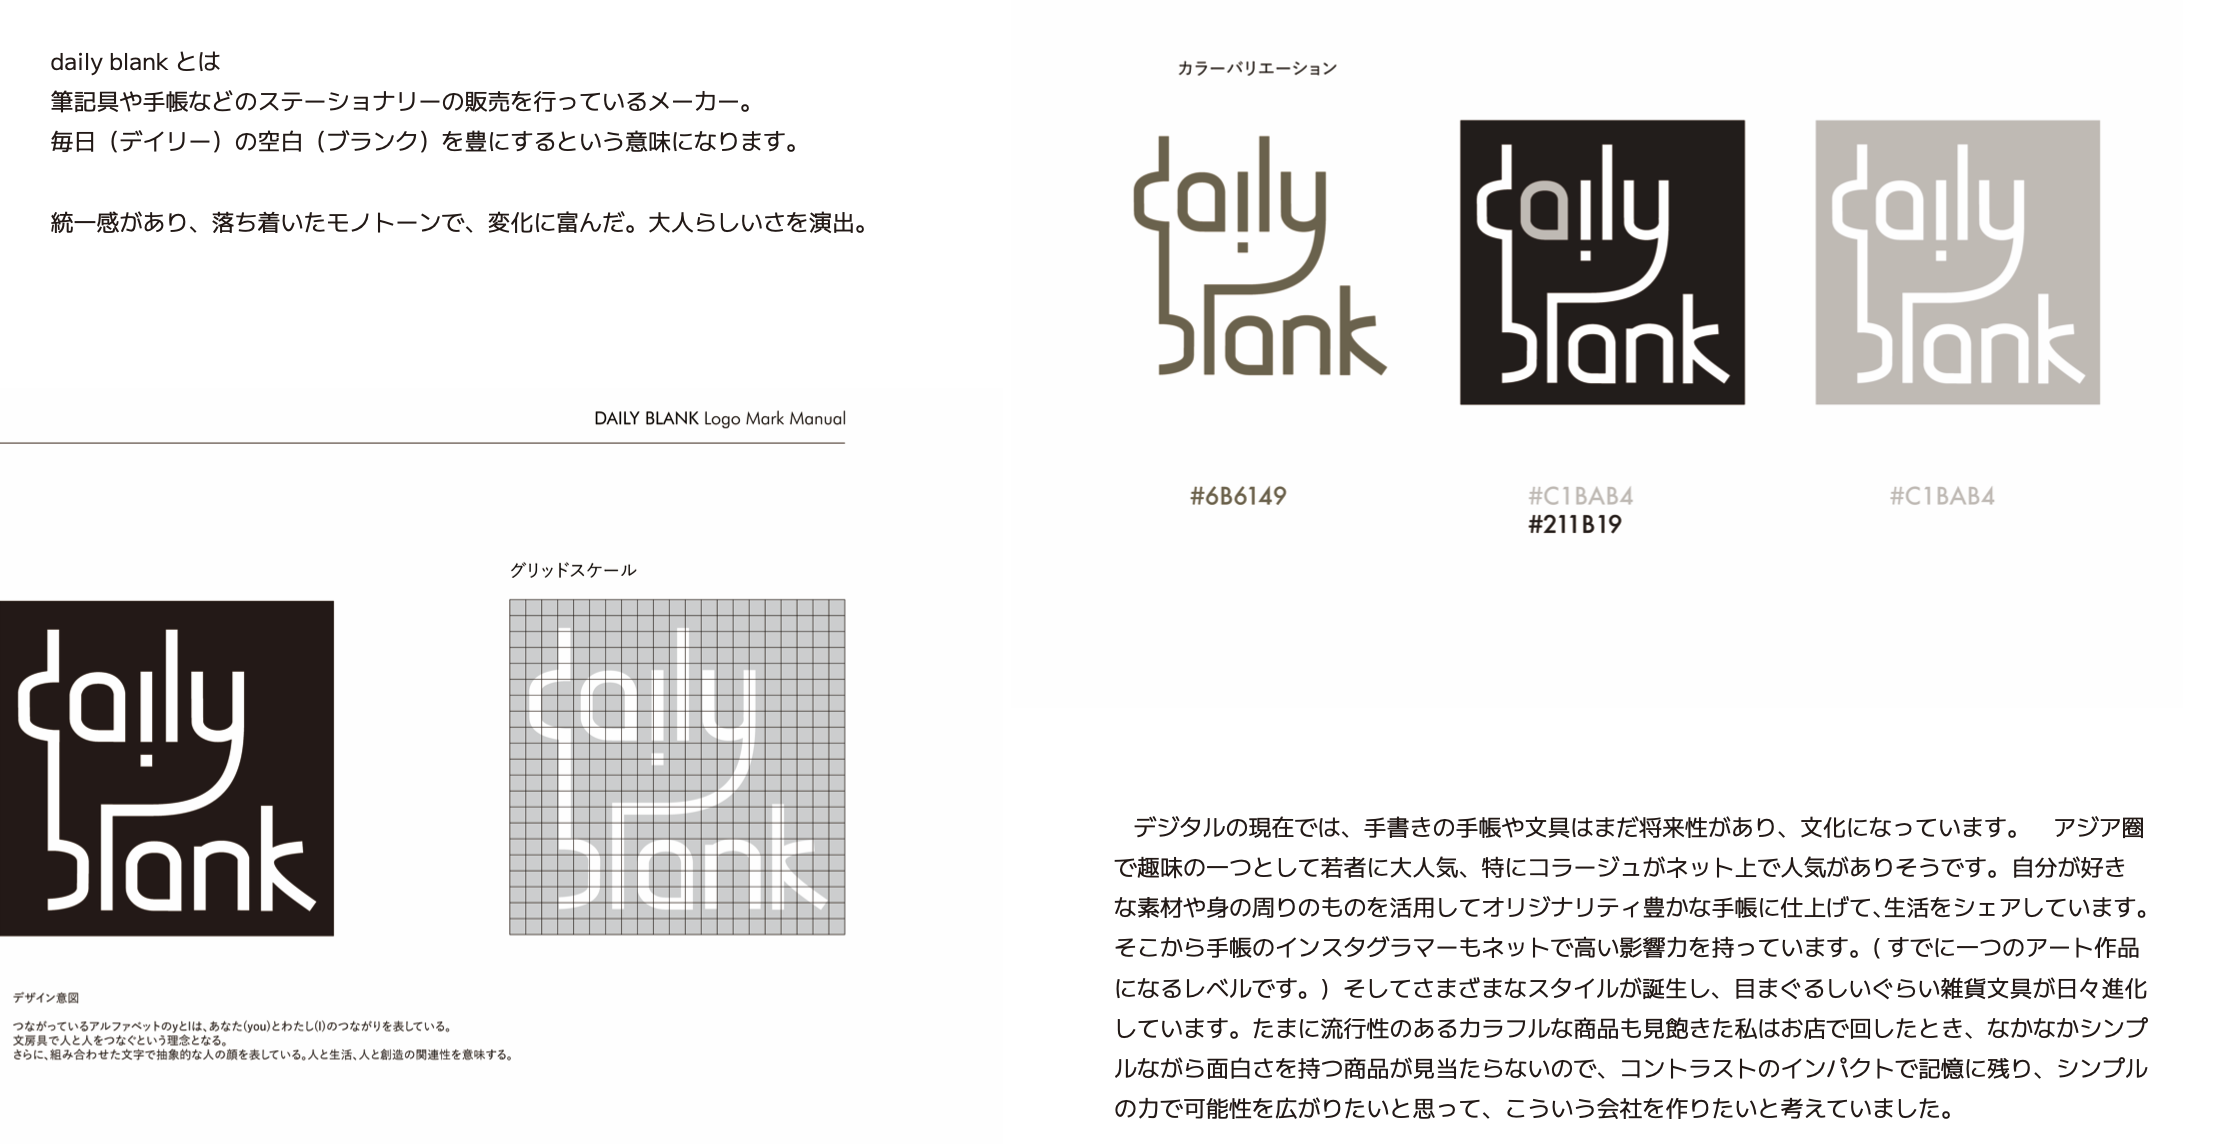 daily blank とは
筆記具や手帳などのステーショナリーの販売を行っているメーカー。
毎日（デイリー）の空白（ブランク）を豊にするという意味になります。
統一感があり、落ち着いたモノトーンで、変化に富んだ。大人らしいさを演出。
DAILY BLANK Logo Mark Manual
グリッドスケール
daily
blank
daily
blank
デザイン意図
つながっているアルファベットのyとlは、あなた(you)とわたし(I)のつながりを表している。
文房具で人と人をつなぐという理念となる。
さらに、組み合わせた文字で抽象的な人の顔を表している。人と生活、人と創造の関連性を意味する。
カラーバリエーション
daily
blank
daily
blank
daily
blank
#6B6149
#C1BAB4
#211B19
#C1BAB4
デジタルの現在では、手書きの手帳や文具はまだ将来性があり、文化になっています。　アジア圏
で趣味の一つとして若者に大人気、特にコラージュがネット上で人気がありそうです。自分が好き
な素材や身の周りのものを活用してオリジナリティ豊かな手帳に仕上げて、生活をシェアしています。
そこから手帳のインスタグラマーもネットで高い影響力を持っています。( すでに一つのアート作品
になるレベルです。) そしてさまざまなスタイルが誕生し、目まぐるしいぐらい雑貨文具が日々進化
しています。たまに流行性のあるカラフルな商品も見飽きた私はお店で回したとき、なかなかシンプ
ルながら面白さを持つ商品が見当たらないので、コントラストのインパクトで記憶に残り、シンプル
の力で可能性を広がりたいと思って、こういう会社を作りたいと考えていました。